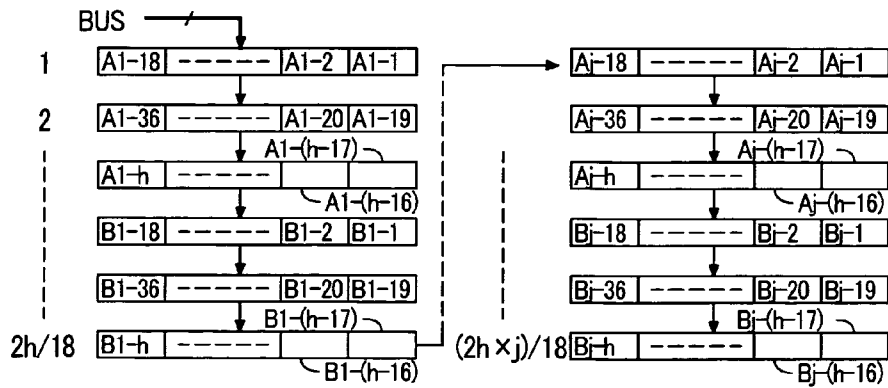 BUS
1 A1-18 A1-2 A1-1 Aj-18 Aj-2 Aj-1
2 A1-36 A1-20 A1-19 Aj-36 Aj-20 Aj-19
A1-(h-17) Aj-(h-17)
A1-h Aj-h
A1-(h-16) Aj-(h-16)
B1-18 B1-2 B1-1 Bj-18 Bj-2 Bj-1
B1-36 B1-20 B1-19 Bj-36 Bj-20 Bj-19
B1-(h-17) Bj-(h-17)
2h/18 B1-h (2h×j)/18 Bj-h
B1-(h-16) Bj-(h-16)